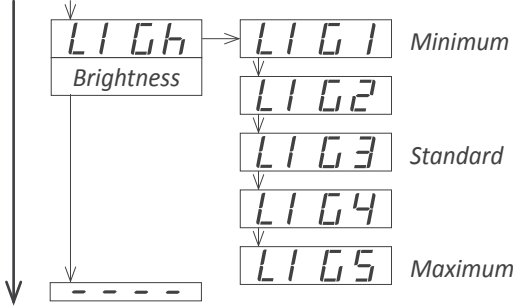 LIGh
Brightness
LIG1 Minimum
LIG2
LIG3 Standard
LIG4
LIG5 Maximum
- - - -